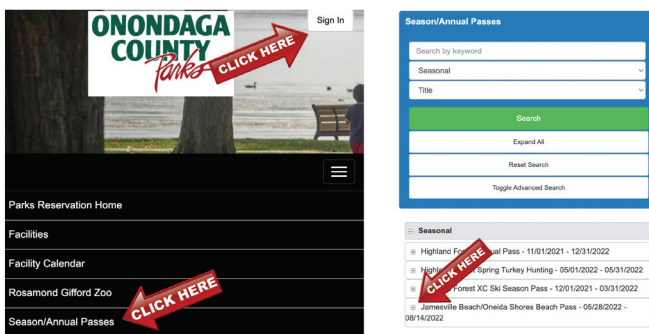 ONONDAGA
COUNTY
Parks
Sign In
CLICK HERE
Parks Reservation Home
Facilities
Facility Calendar
Rosamond Gifford Zoo
Season/Annual Passes
CLICK HERE
Season/Annual Passes
Search by keyword
Seasonal
Title
Search
Expand All
Reset Search
Toggle Advanced Search
Seasonal
Highland Fo ual Pass - 11/01/2021 - 12/31/2022
Highl t Spring Turkey Hunting - 05/01/2022 - 05/31/2022
Forest XC Ski Season Pass - 12/01/2021 - 03/31/2022
CLICK HERE
Jamesville Beach/Oneida Shores Beach Pass - 05/28/2022 -
08/14/2022